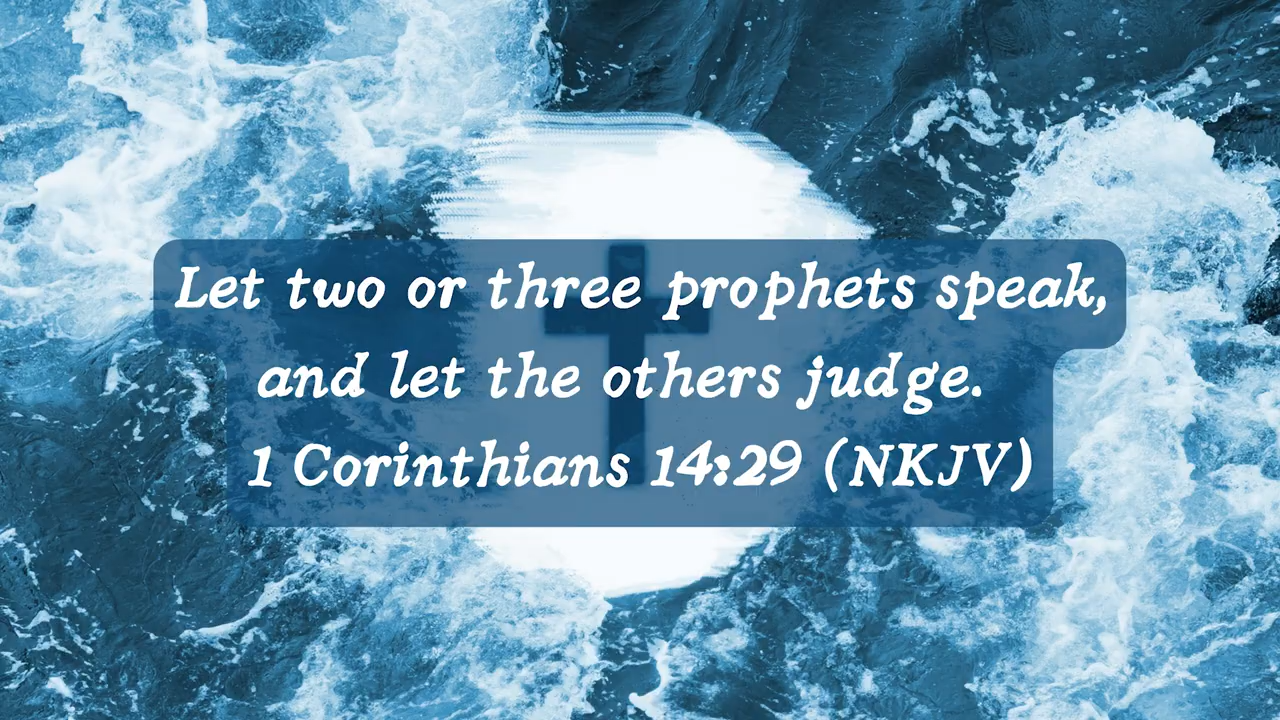 Let two or three prophets speak,
and let the others judge.
1 Corinthians 14:29 (NKJV)